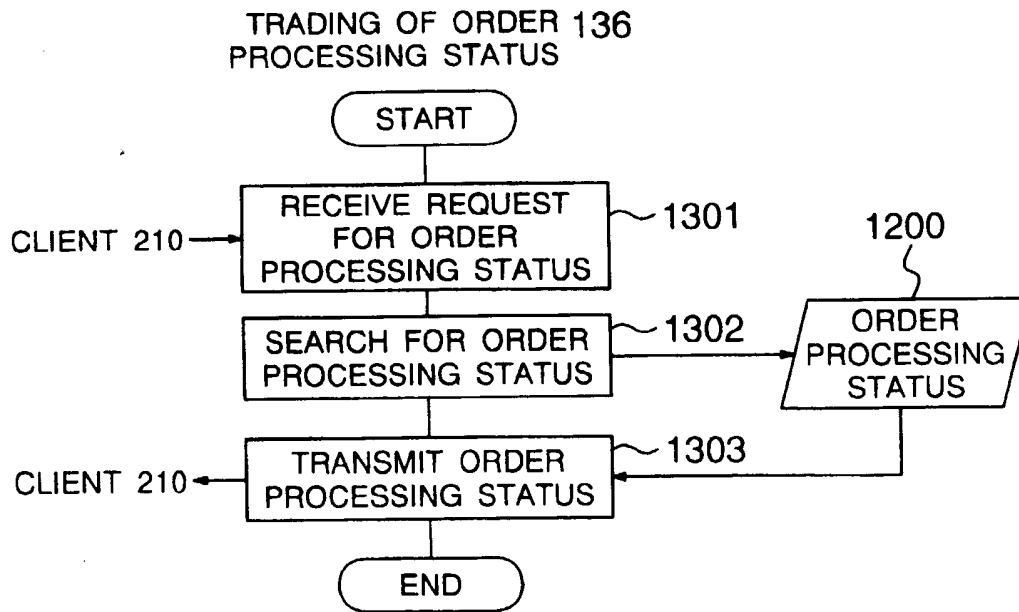 TRADING OF ORDER 136
PROCESSING STATUS
START
RECEIVE REQUEST
FOR ORDER
PROCESSING STATUS
1301
CLIENT 210
1200
SEARCH FOR ORDER
PROCESSING STATUS
1302
ORDER
PROCESSING
STATUS
TRANSMIT ORDER
PROCESSING STATUS
1303
CLIENT 210
END